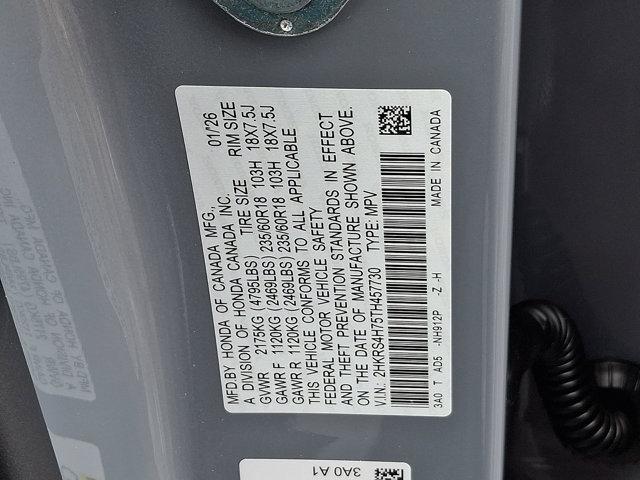 MFD.BY HONDA OF CANADA MFG., 01/26
A DIVISION OF HONDA CANADA INC.
TIRE SIZE RIM SIZE
GVWR 2175KG (4795LBS)
GAWR F 1120KG (2469LBS) 235/60R18 103H 18X7.5J
GAWR R 1120KG (2469LBS) 235/60R18 103H 18X7.5J
THIS VEHICLE CONFORMS TO ALL APPLICABLE
FEDERAL MOTOR VEHICLE SAFETY
AND THEFT PREVENTION STANDARDS IN EFFECT
ON THE DATE OF MANUFACTURE SHOWN ABOVE.
V.I.N.: 2HKRS4H75TH457730 TYPE: MPV
3A0 T AD5 -NH912P -Z -H MADE IN CANADA
3A0 A1